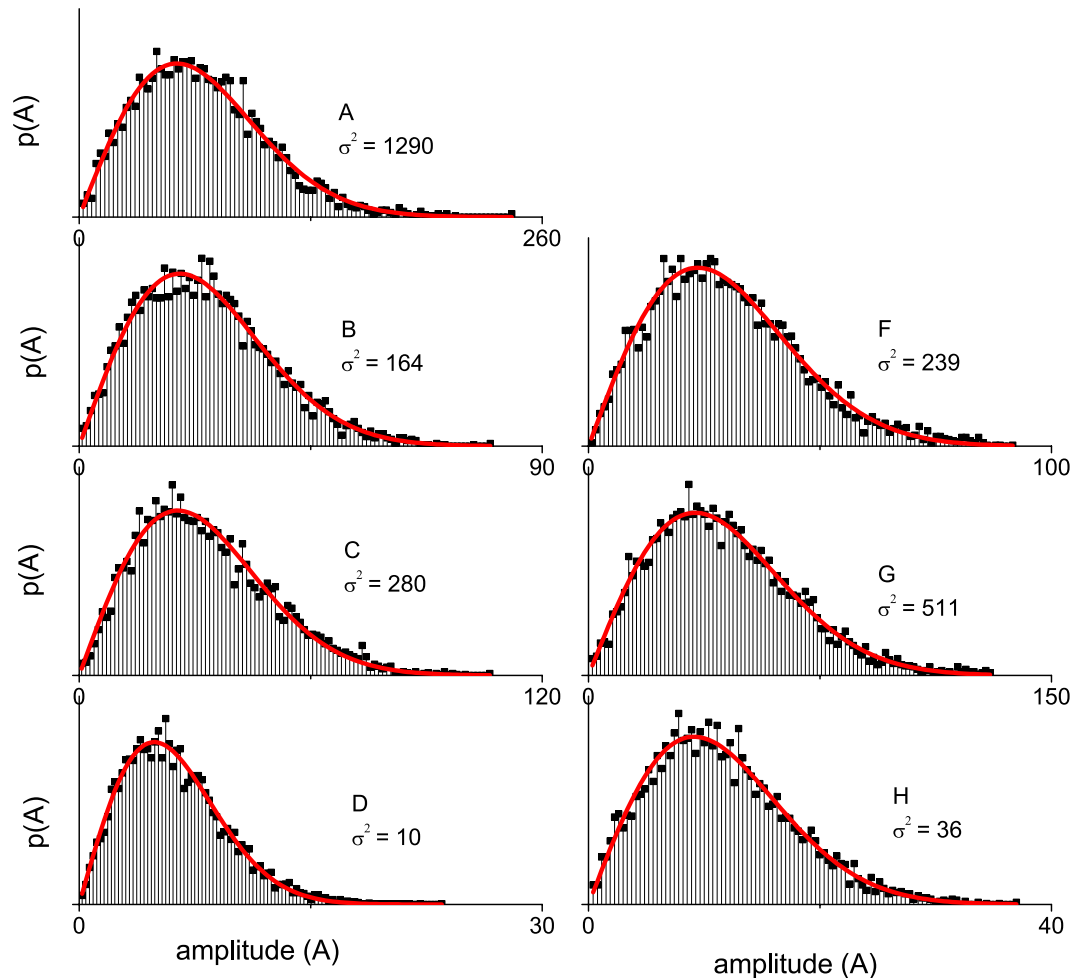 p(A)
A
σ² = 1290
0
260
p(A)
B
σ² = 164
F
σ² = 239
0
90
0
100
p(A)
C
σ² = 280
G
σ² = 511
0
120
0
150
p(A)
D
σ² = 10
H
σ² = 36
0
30
0
40
amplitude (A)
amplitude (A)